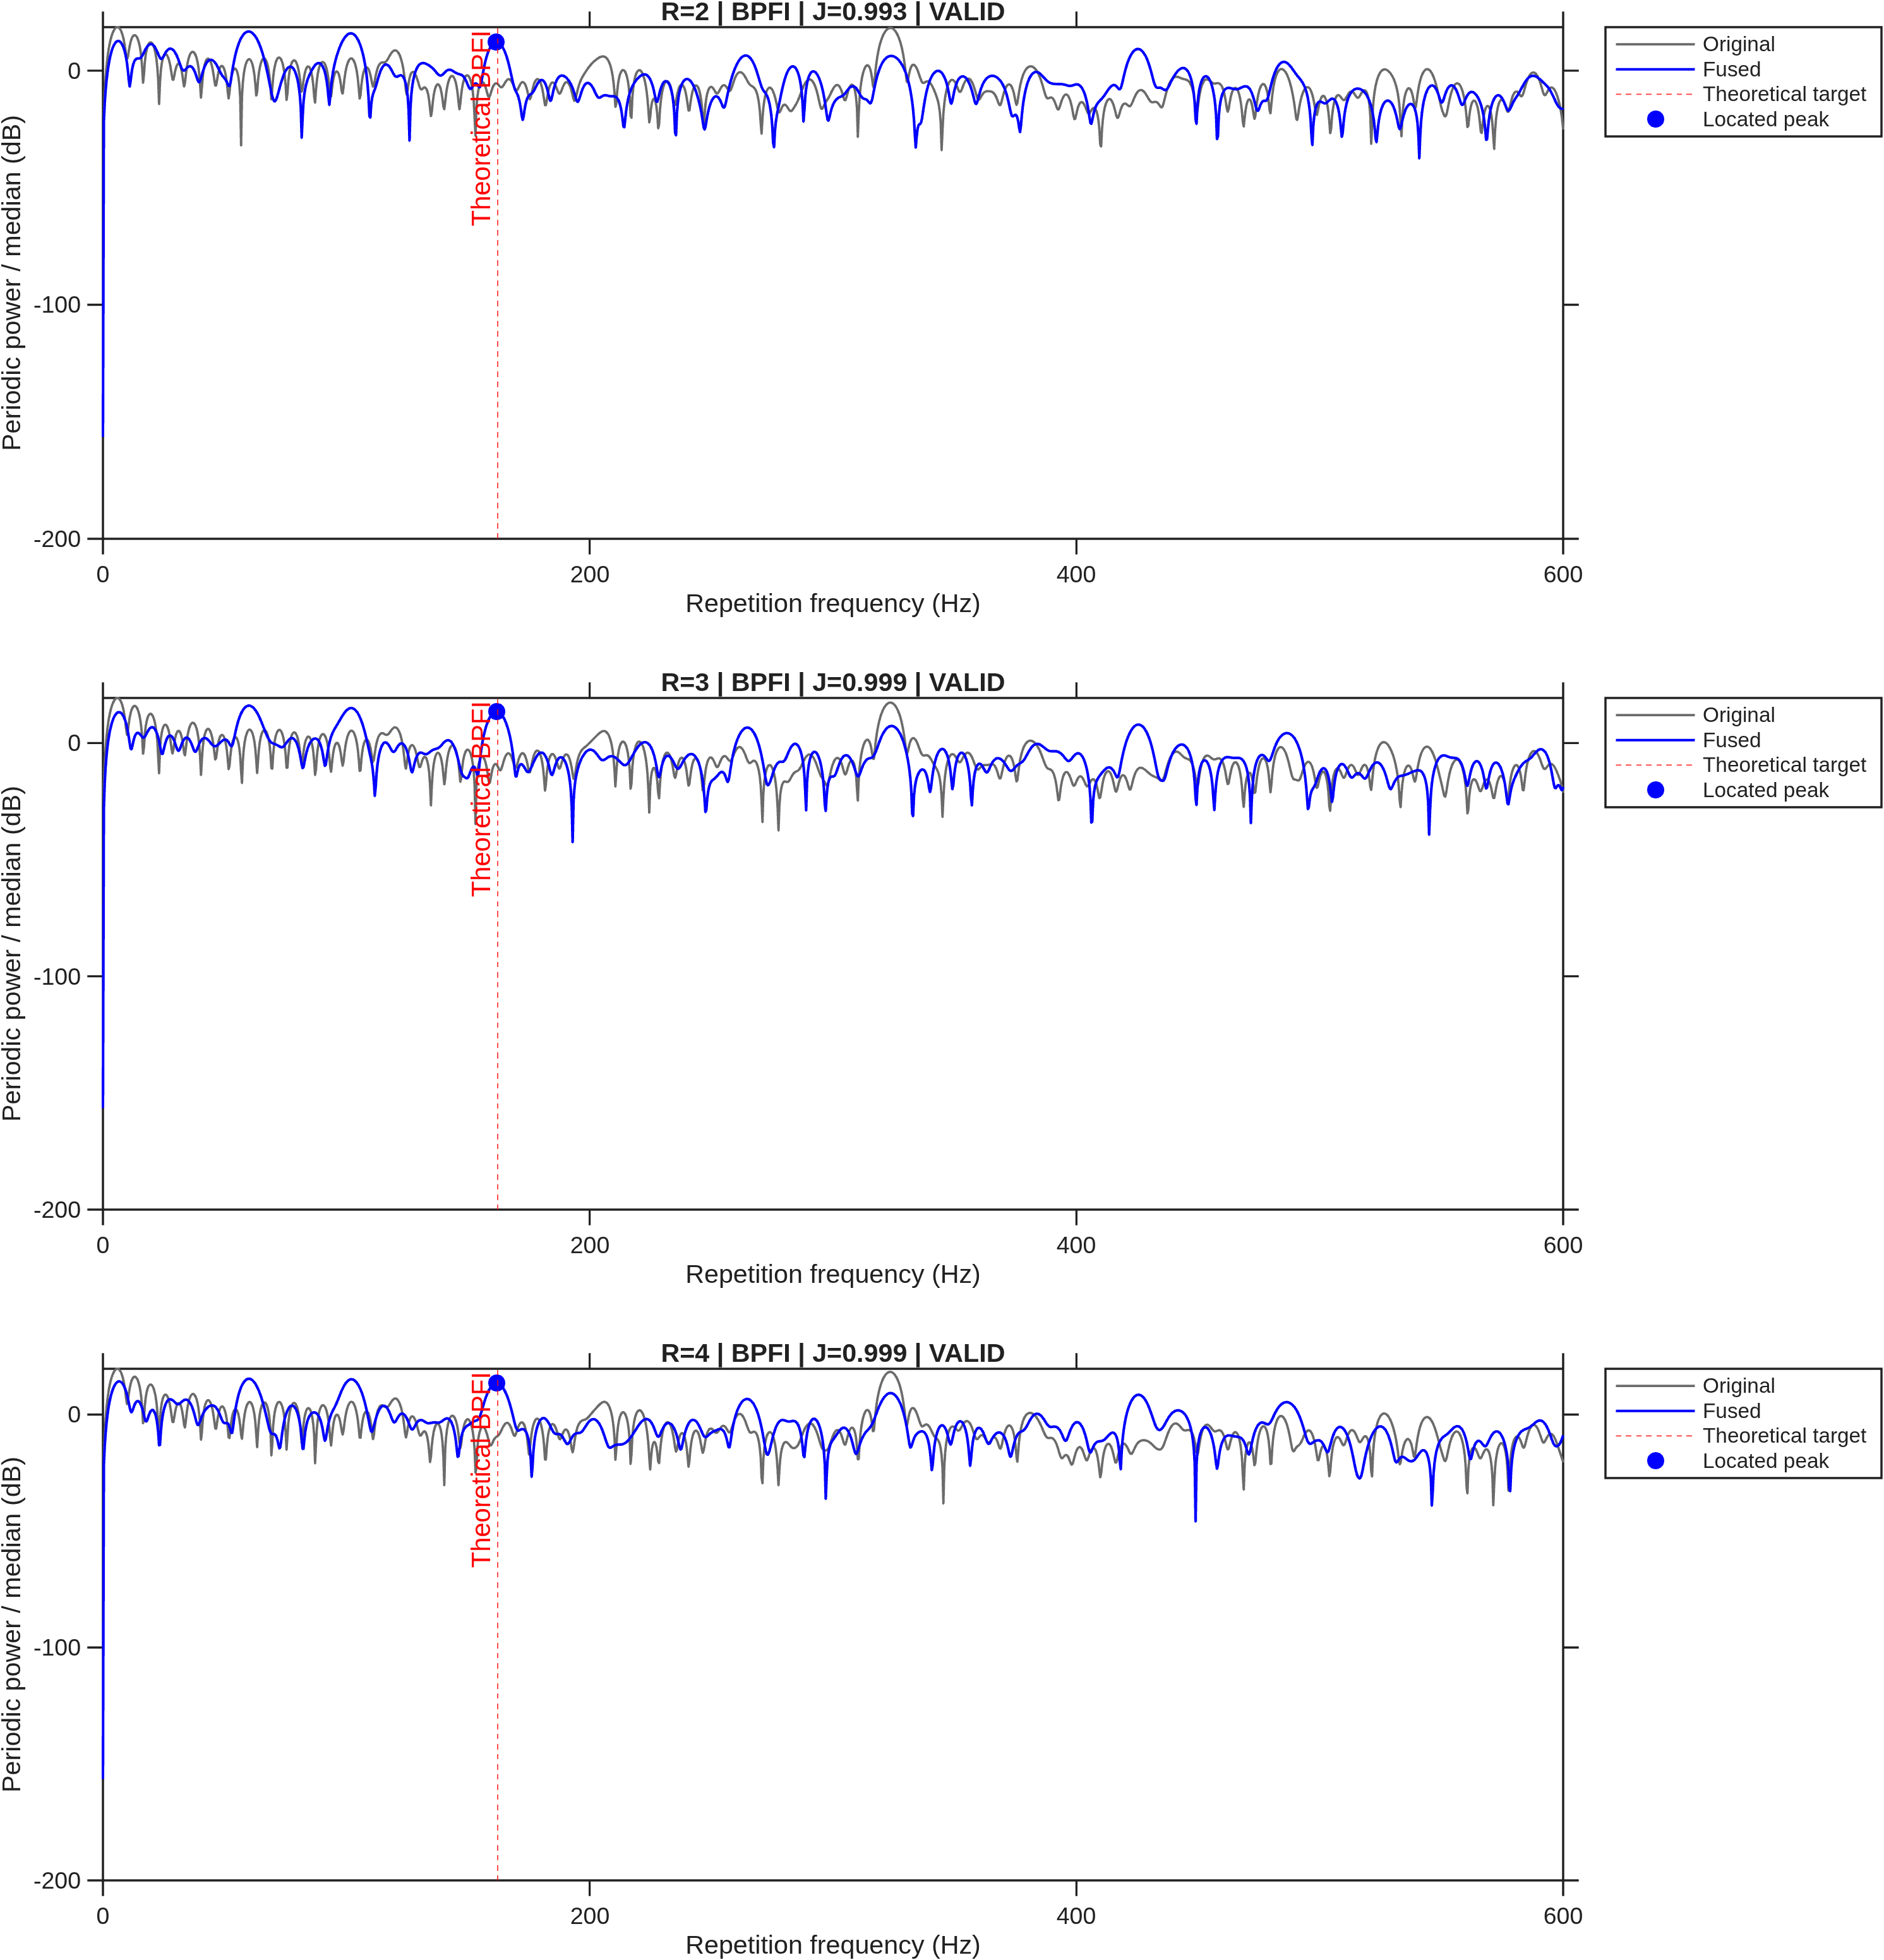 R=2 | BPFI | J=0.993 | VALID
Periodic power / median (dB)
0
-100
-200
Theoretical BPFI
0
200
400
600
Repetition frequency (Hz)
Original
Fused
Theoretical target
Located peak
R=3 | BPFI | J=0.999 | VALID
Periodic power / median (dB)
0
-100
-200
Theoretical BPFI
0
200
400
600
Repetition frequency (Hz)
Original
Fused
Theoretical target
Located peak
R=4 | BPFI | J=0.999 | VALID
Periodic power / median (dB)
0
-100
-200
Theoretical BPFI
0
200
400
600
Repetition frequency (Hz)
Original
Fused
Theoretical target
Located peak